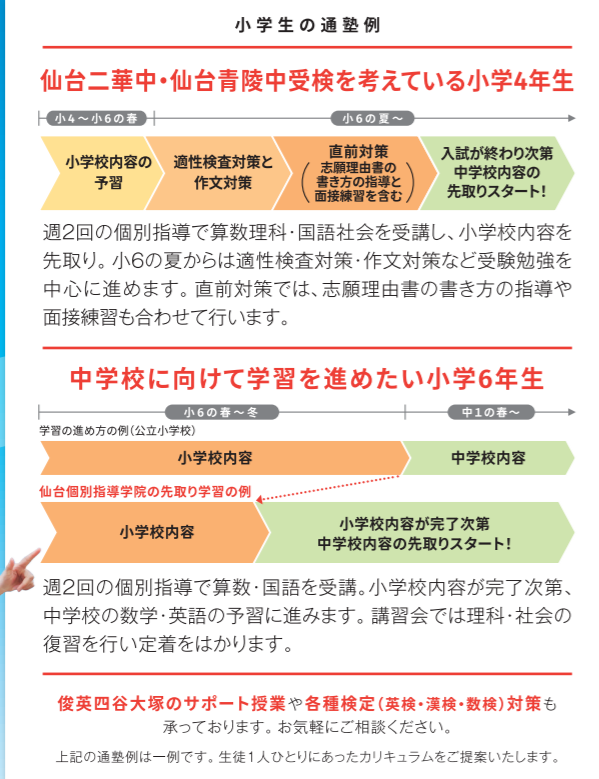 小学生の通塾例
仙台二華中・仙台青陵中受検を考えている小学4年生
小4～小6の春
小6の夏～
小学校内容の
予習
適性検査対策と
作文対策
直前対策
(志願理由書の
書き方の指導と
面接練習を含む)
入試が終わり次第
中学校内容の
先取りスタート!
週2回の個別指導で算数理科・国語社会を受講し、小学校内容を
先取り。小6の夏からは適性検査対策・作文対策など受験勉強を
中心に進めます。直前対策では、志願理由書の書き方の指導や
面接練習も合わせて行います。
中学校に向けて学習を進めたい小学6年生
小6の春～冬
中1の春～
学習の進め方の例(公立小学校)
小学校内容
中学校内容
仙台個別指導学院の先取り学習の例
小学校内容
小学校内容が完了次第
中学校内容の先取りスタート!
週2回の個別指導で算数・国語を受講。小学校内容が完了次第、
中学校の数学・英語の予習に進みます。講習会では理科・社会の
復習を行い定着をはかります。
俊英四谷大塚のサポート授業や各種検定(英検・漢検・数検)対策も
承っております。お気軽にご相談ください。
上記の通塾例は一例です。生徒1人ひとりにあったカリキュラムをご提案いたします。